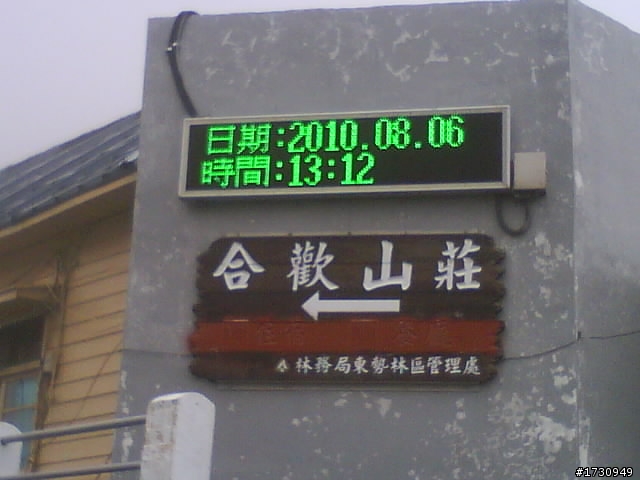 日期:2010.08.06
時間:13:12
合歡山莊
林務局東勢林區管理處
#1730949